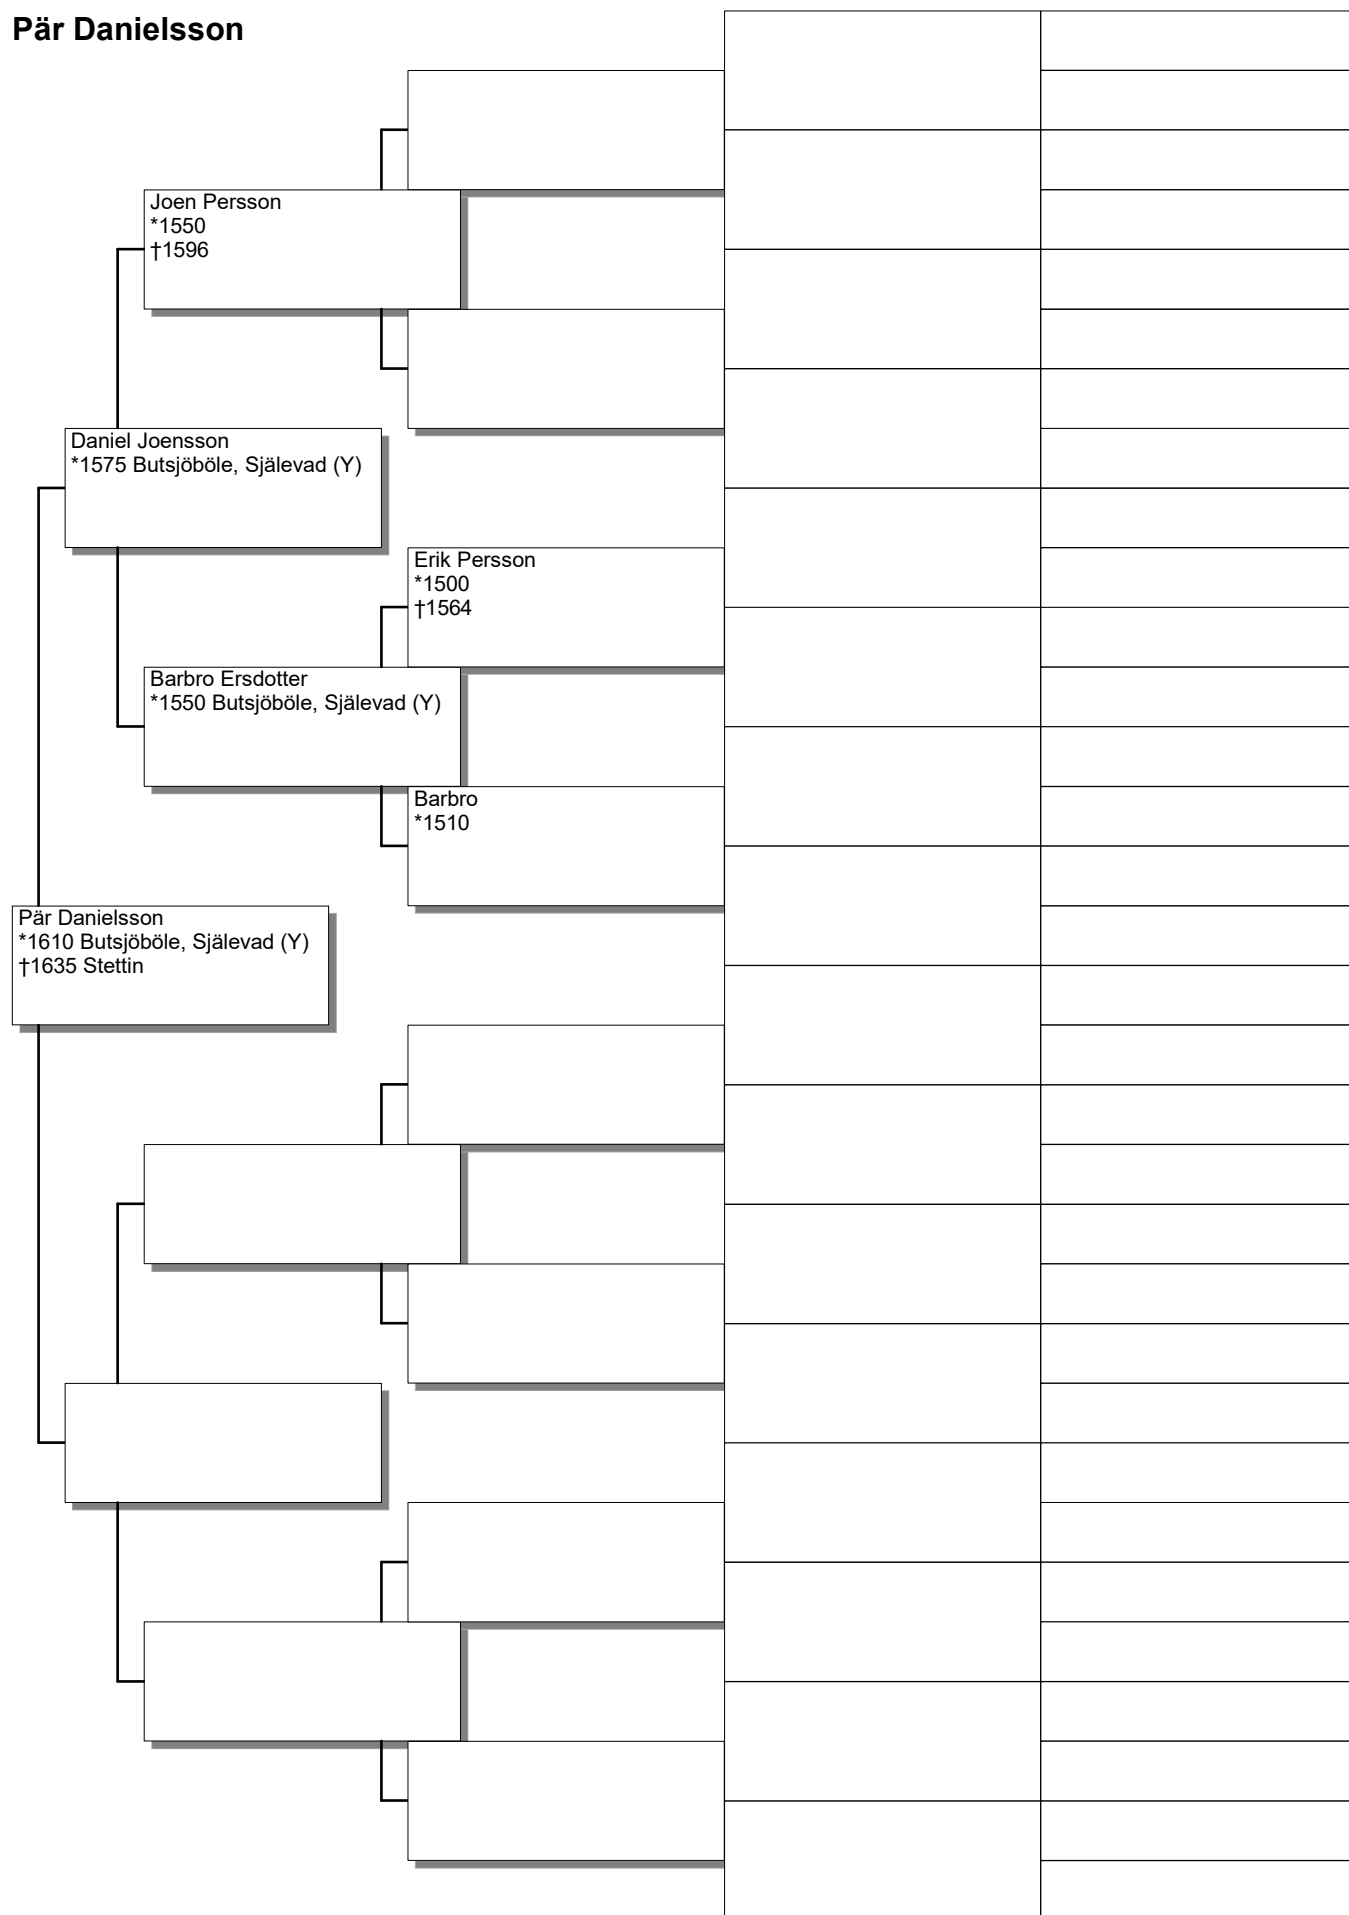 Pär Danielsson
Joen Persson
*1550
†1596
Daniel Joensson
*1575 Butsjöböle, Själevad (Y)
Erik Persson
*1500
†1564
Barbro Ersdotter
*1550 Butsjöböle, Själevad (Y)
Barbro
*1510
Pär Danielsson
*1610 Butsjöböle, Själevad (Y)
†1635 Stettin